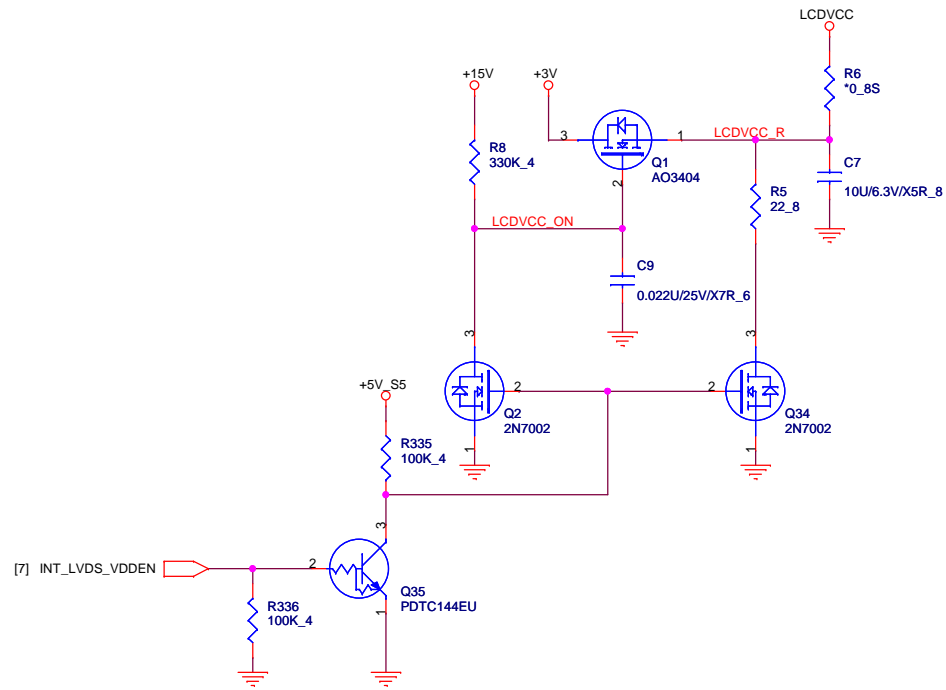 LCDVCC
+15V
+3V
R6
*0_8S
3
1
LCDVCC_R
R8
330K_4
Q1
AO3404
2
C7
10U/6.3V/X5R_8
R5
22_8
LCDVCC_ON
C9
0.022U/25V/X7R_6
3
3
+5V_S5
2
2
Q2
2N7002
Q34
2N7002
1
1
R335
100K_4
3
[7] INT_LVDS_VDDEN
2
Q35
PDTC144EU
1
R336
100K_4